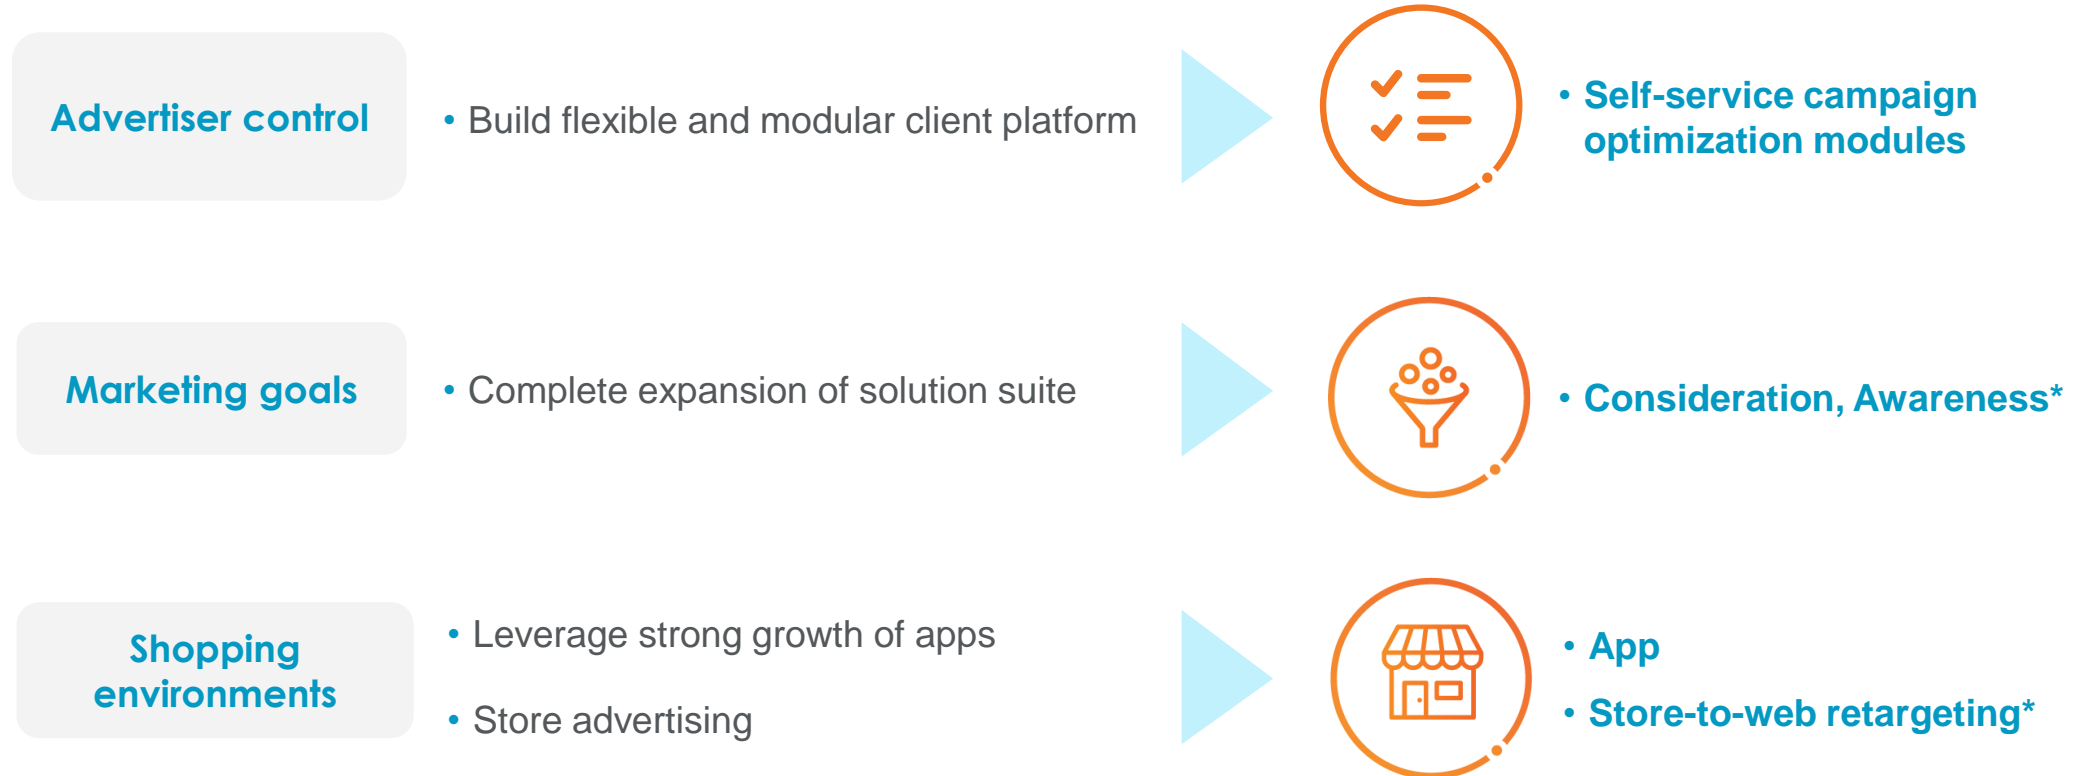 Advertiser control
• Build flexible and modular client platform
• Self-service campaign
optimization modules
Marketing goals
• Complete expansion of solution suite
• Consideration, Awareness*
Shopping
environments
• Leverage strong growth of apps
• Store advertising
• App
• Store-to-web retargeting*